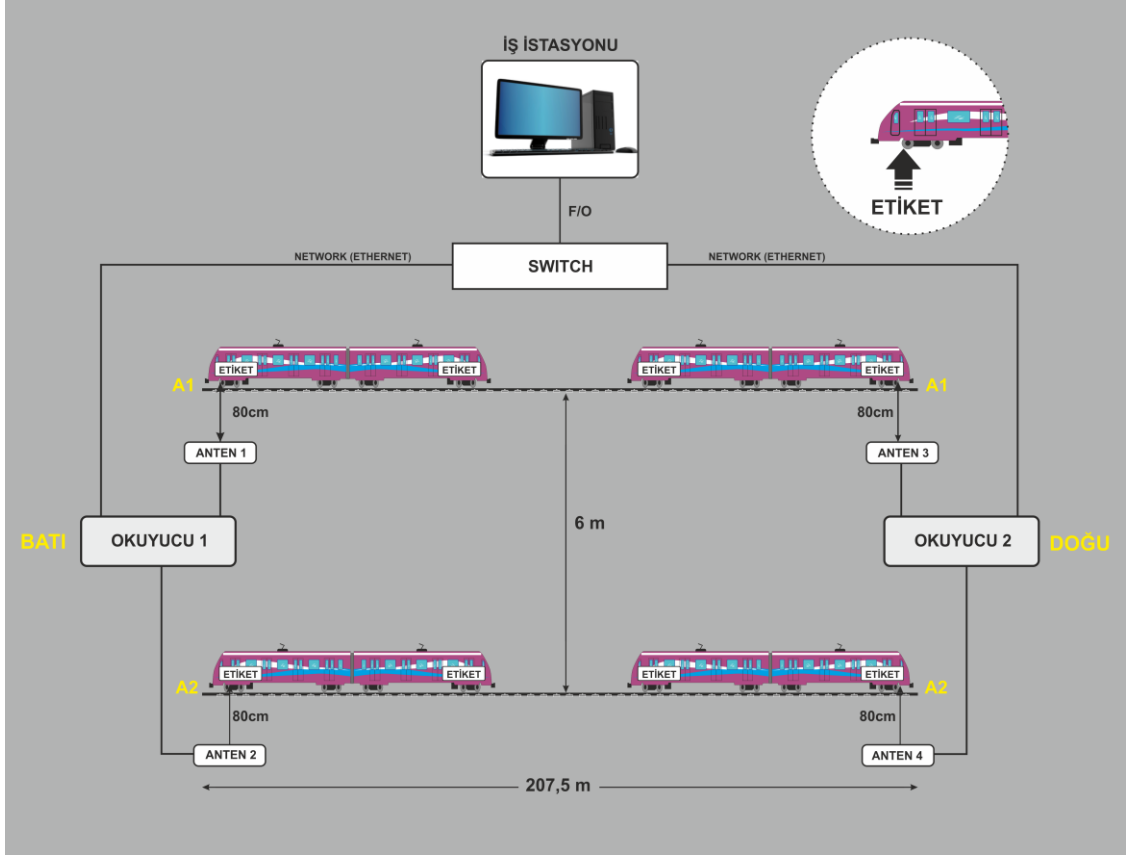 İŞ İSTASYONU
ETİKET
F/O
NETWORK (ETHERNET)
NETWORK (ETHERNET)
SWITCH
ETİKET
ETİKET
ETİKET
ETİKET
A1
A1
80cm
80cm
ANTEN 1
ANTEN 3
6 m
BATI
OKUYUCU 1
OKUYUCU 2
DOĞU
ETİKET
ETİKET
ETİKET
ETİKET
A2
A2
80cm
80cm
ANTEN 2
ANTEN 4
207,5 m